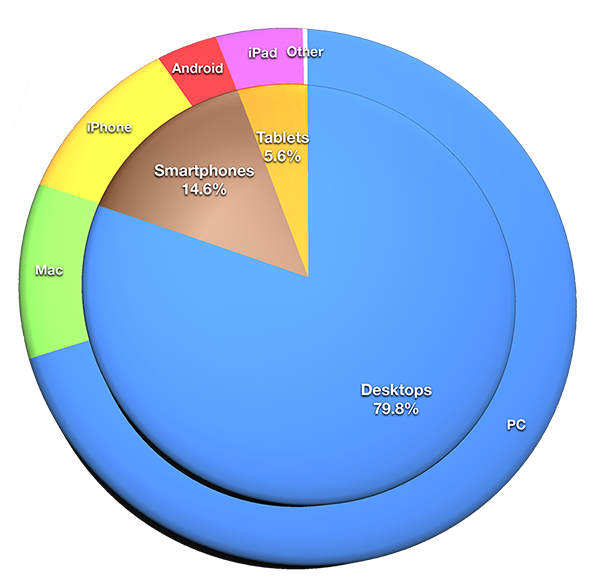 iPad
Other
Android
iPhone
Tablets
5.6%
Smartphones
14.6%
Mac
Desktops
79.8%
PC